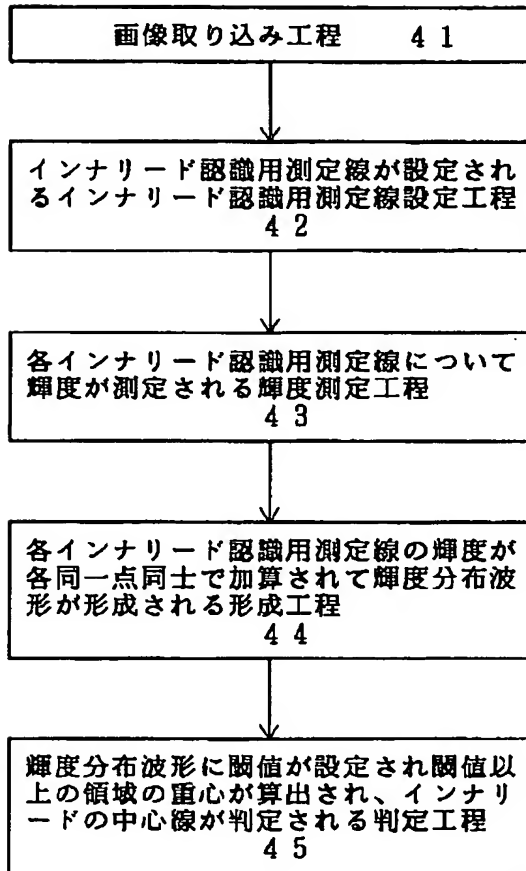 画像取り込み工程 41
インナリード認識用測定線が設定され
るインナリード認識用測定線設定工程
42
各インナリード認識用測定線について
輝度が測定される輝度測定工程
43
各インナリード認識用測定線の輝度が
各同一点同士で加算されて輝度分布波
形が形成される形成工程
44
輝度分布波形に閾値が設定され閾値以
上の領域の重心が算出され、インナリ
ードの中心線が判定される判定工程
45